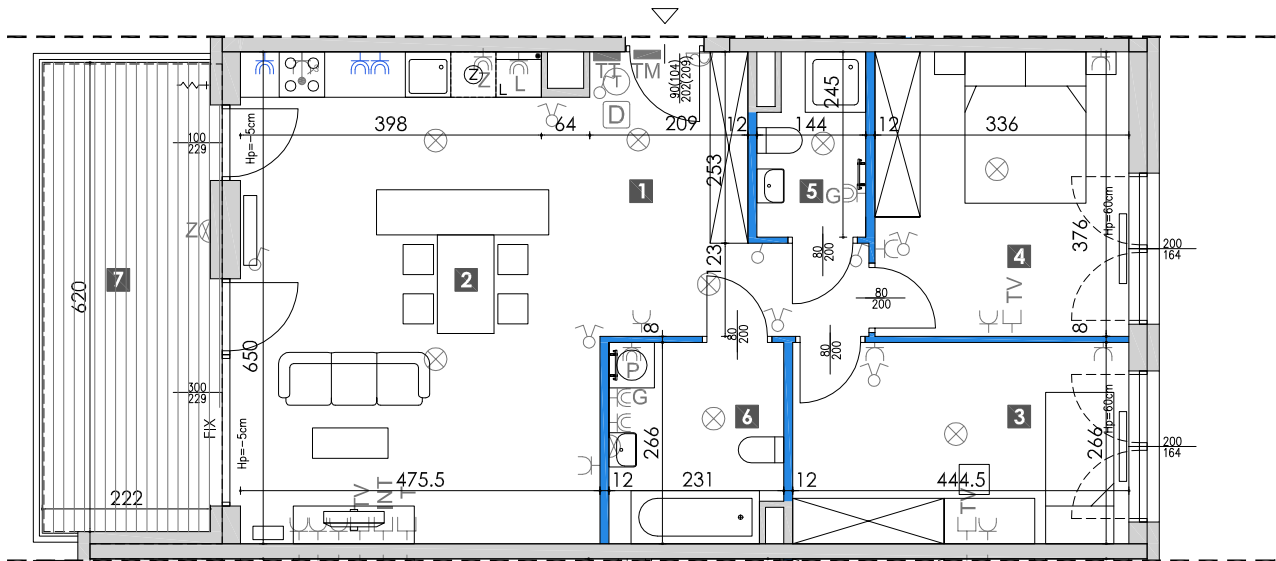 Z
Z
L
L
TT
TM
T
D
90(104)
202(209)
398
64
209
12
144
12
336
245
253
100
229
Hp=-5cm
1
5
G
Z
7
2
620
123
80
200
376
Hp=60cm
4
TV
200
164
80
200
650
8
80
200
80
200
8
P
G
300
229
FIX
Hp=-5cm
6
3
266
266
Hp=60cm
200
164
222
475.5
12
231
12
444.5
TV
INT
T
TV